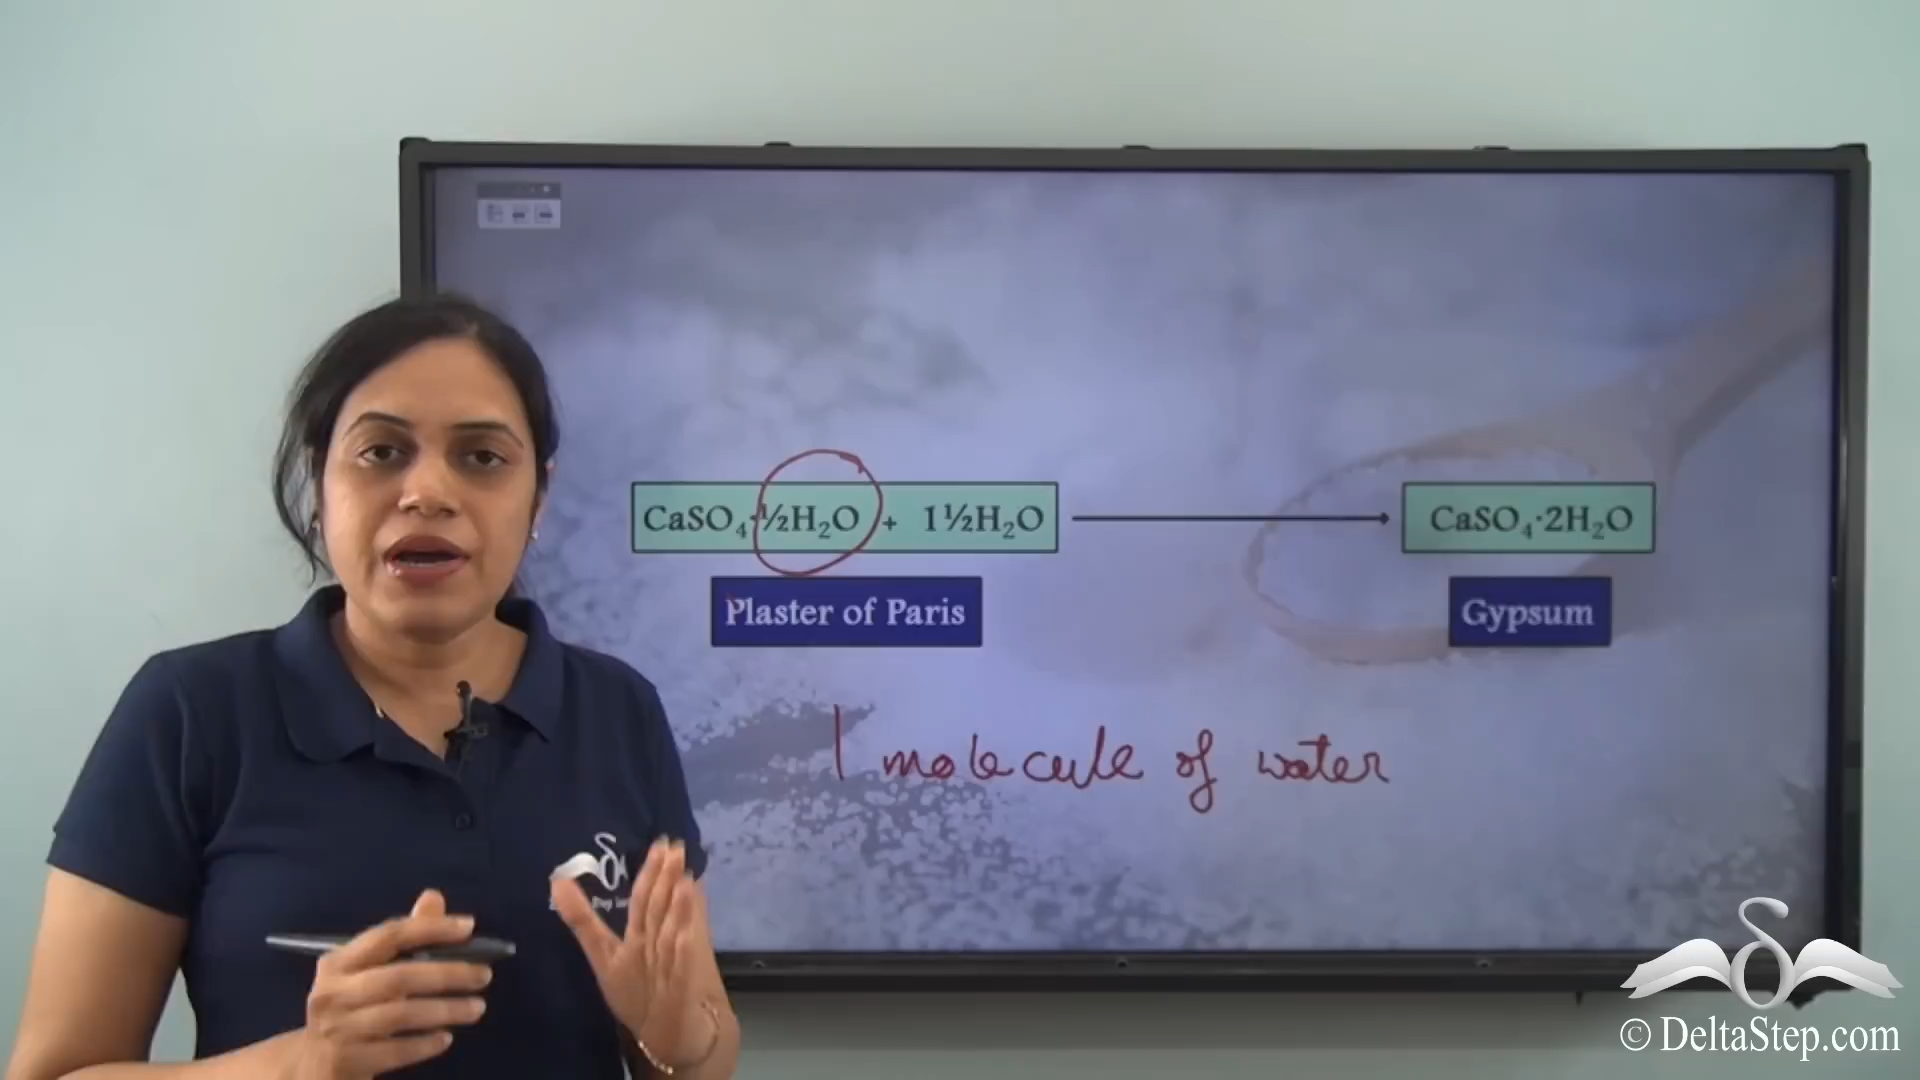 CaSO₄·½H₂O + 1½H₂O
CaSO₄·2H₂O
Plaster of Paris
Gypsum
1 molecule of water
© DeltaStep.com